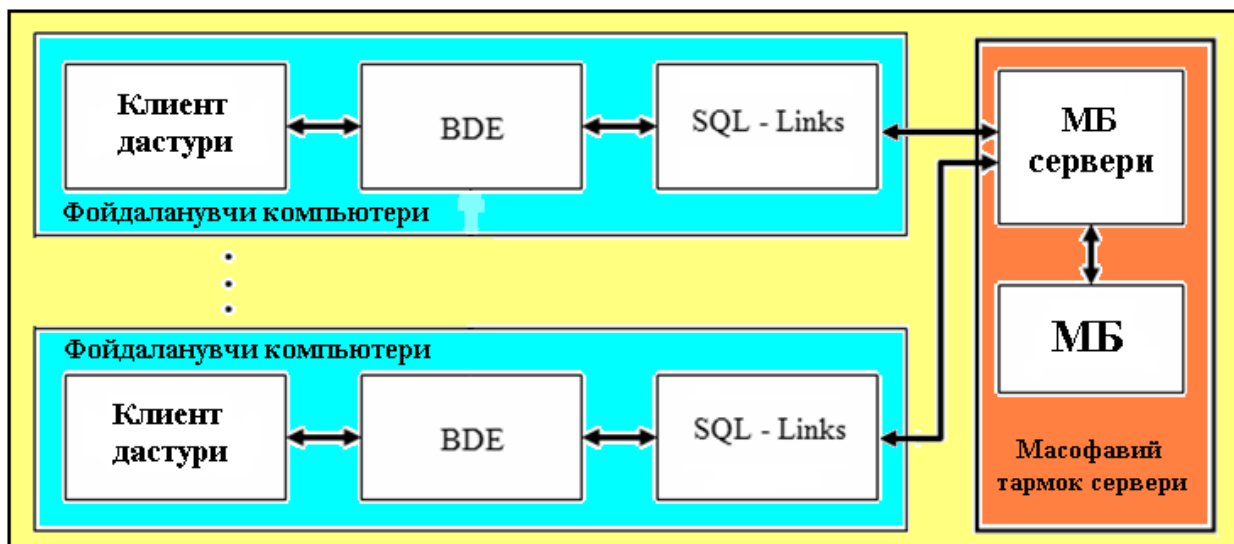 Клиент
дастури
BDE
SQL - Links
Фойдаланувчи компьютери
МБ
сервери
МБ
Масофавий
тармок сервери
Фойдаланувчи компьютери
Клиент
дастури
BDE
SQL - Links